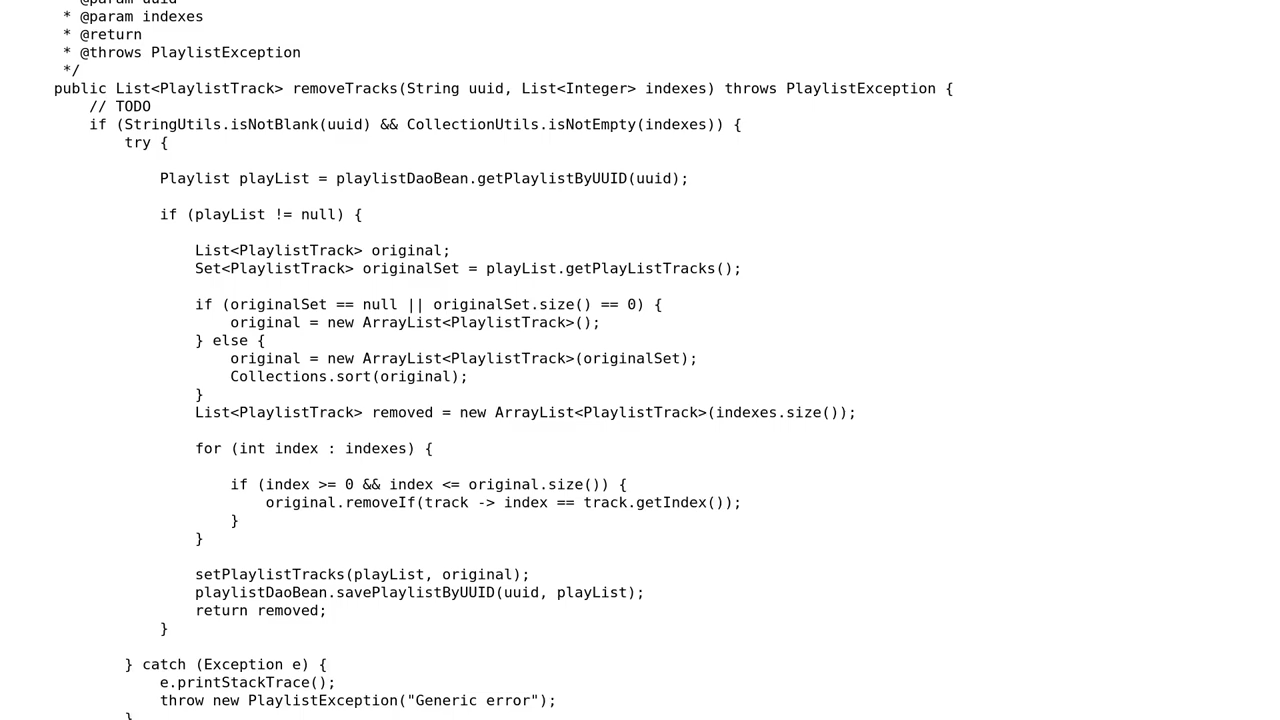 * @param uuid
* @param indexes
* @return
* @throws PlaylistException
*/
public List<PlaylistTrack> removeTracks(String uuid, List<Integer> indexes) throws PlaylistException {
// TODO
if (StringUtils.isNotBlank(uuid) && CollectionUtils.isNotEmpty(indexes)) {
try {
Playlist playList = playlistDaoBean.getPlaylistByUUID(uuid);
if (playList != null) {
List<PlaylistTrack> original;
Set<PlaylistTrack> originalSet = playList.getPlayListTracks();
if (originalSet == null || originalSet.size() == 0) {
original = new ArrayList<PlaylistTrack>();
} else {
original = new ArrayList<PlaylistTrack>(originalSet);
Collections.sort(original);
}
List<PlaylistTrack> removed = new ArrayList<PlaylistTrack>(indexes.size());
for (int index : indexes) {
if (index >= 0 && index <= original.size()) {
original.removeIf(track -> index == track.getIndex());
}
}
setPlaylistTracks(playList, original);
playlistDaoBean.savePlaylistByUUID(uuid, playList);
return removed;
}
} catch (Exception e) {
e.printStackTrace();
throw new PlaylistException("Generic error");
}